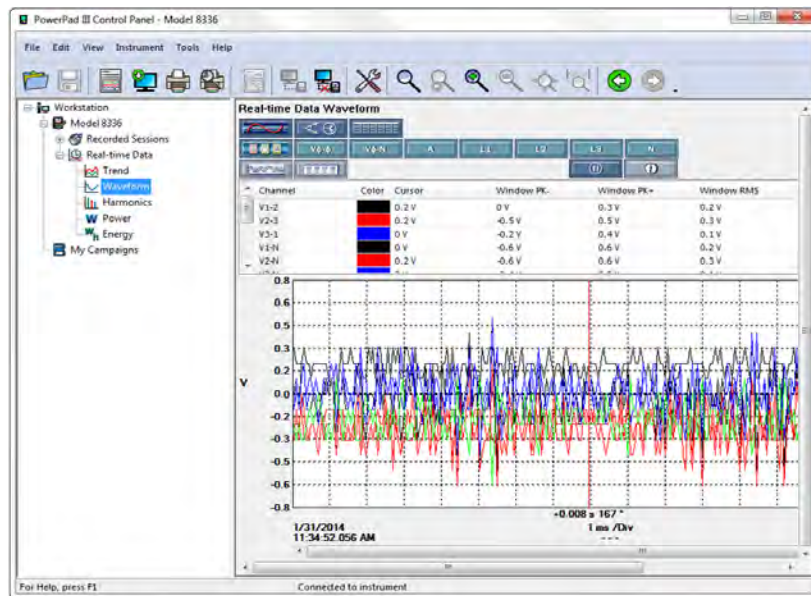 PowerPad III Control Panel - Model 8336
File Edit View Instrument Tools Help
Workstation
Model 8336
Recorded Sessions
Real-time Data
Trend
Waveform
Harmonics
Power
Energy
My Campaigns
Real-time Data Waveform
A L1 L2 L3 N
Channel Color Cursor Window PK- Window PK+ Window RMS
V1-2 0.2 V 0 V 0.3 V 0.2 V
V2-3 0.2 V -0.5 V 0.5 V 0.3 V
V3-1 0 V -0.2 V 0.4 V 0.1 V
V1-N 0 V -0.6 V 0.6 V 0.2 V
V2-N 0.2 V -0.6 V 0.6 V 0.3 V
0.8
0.6
0.5
0.3
0.2
V
0.0
-0.2
-0.3
-0.5
-0.6
-0.8
+0.008 s 167 °
1/31/2014 1 ms /Div
11:34:52.056 AM ---
For Help, press F1 Connected to instrument